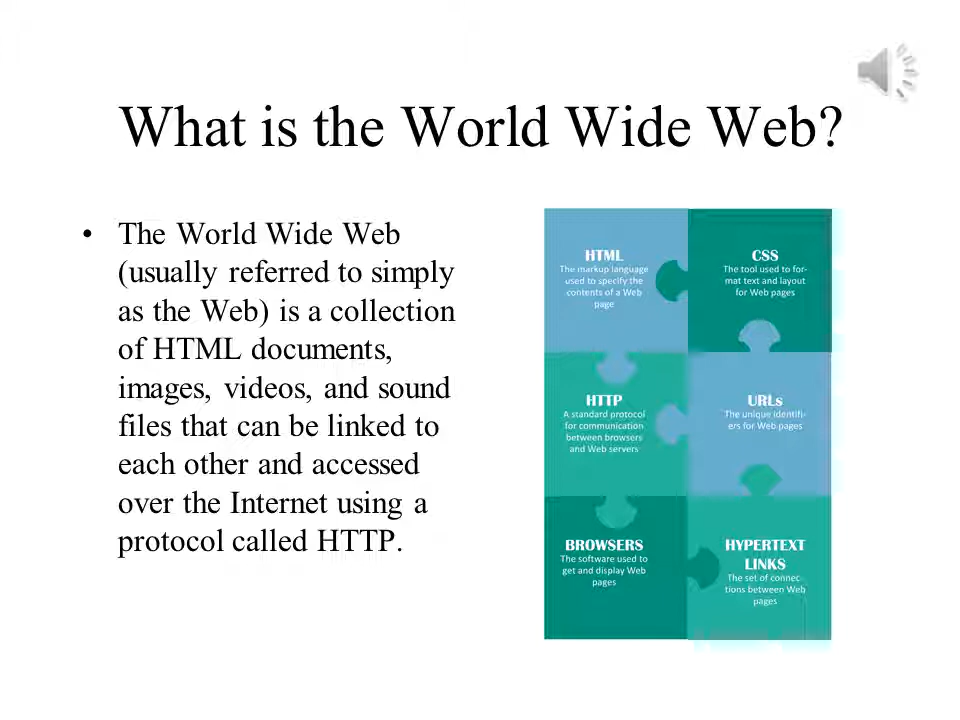 What is the World Wide Web?
• The World Wide Web
(usually referred to simply
as the Web) is a collection
of HTML documents,
images, videos, and sound
files that can be linked to
each other and accessed
over the Internet using a
protocol called HTTP.
HTML
The markup language
used to specify the
contents of a Web
page
CSS
The tool used to for-
mat text and layout
for Web pages
HTTP
A standard protocol
for communication
between browsers
and Web servers
URLs
The unique identifi-
ers for Web pages
BROWSERS
The software used to
get and display Web
pages
HYPERTEXT
LINKS
The set of connec-
tions between Web
pages